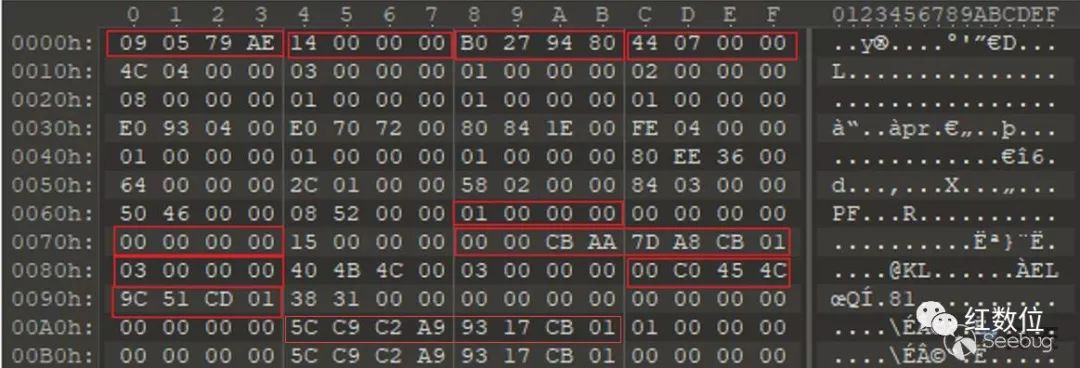 0 1 2 3 4 5 6 7 8 9 A B C D E F 0123456789ABCDEF
0000h: 09 05 79 AE 14 00 00 00 B0 27 94 80 44 07 00 00 ..y®....°'”€D...
0010h: 4C 04 00 00 03 00 00 00 01 00 00 00 02 00 00 00 L...............
0020h: 08 00 00 00 01 00 00 00 01 00 00 00 01 00 00 00 ................
0030h: E0 93 04 00 E0 70 72 00 80 84 1E 00 FE 04 00 00 à“..àpr.€„..þ...
0040h: 01 00 00 00 01 00 00 00 01 00 00 00 80 EE 36 00 ............€î6.
0050h: 64 00 00 00 2C 01 00 00 58 02 00 00 84 03 00 00 d...,...X...„...
0060h: 50 46 00 00 08 52 00 00 01 00 00 00 00 00 00 00 PF...R..........
0070h: 00 00 00 00 15 00 00 00 00 00 CB AA 7D A8 CB 01 ..........Ëª}¨Ë.
0080h: 03 00 00 00 40 4B 4C 00 03 00 00 00 00 C0 45 4C ....@KL......ÀEL
0090h: 9C 51 CD 01 38 31 00 00 00 00 00 00 00 00 00 00 œQÍ.81..........
00A0h: 00 00 00 00 5C C9 C2 A9 93 17 CB 01 01 00 00 00 ....\ÉÂ©
00B0h: 00 00 00 00 5C C9 C2 A9 93 17 CB 01 00 00 00 00 ....\ÉÂ©
红数位
Seebug